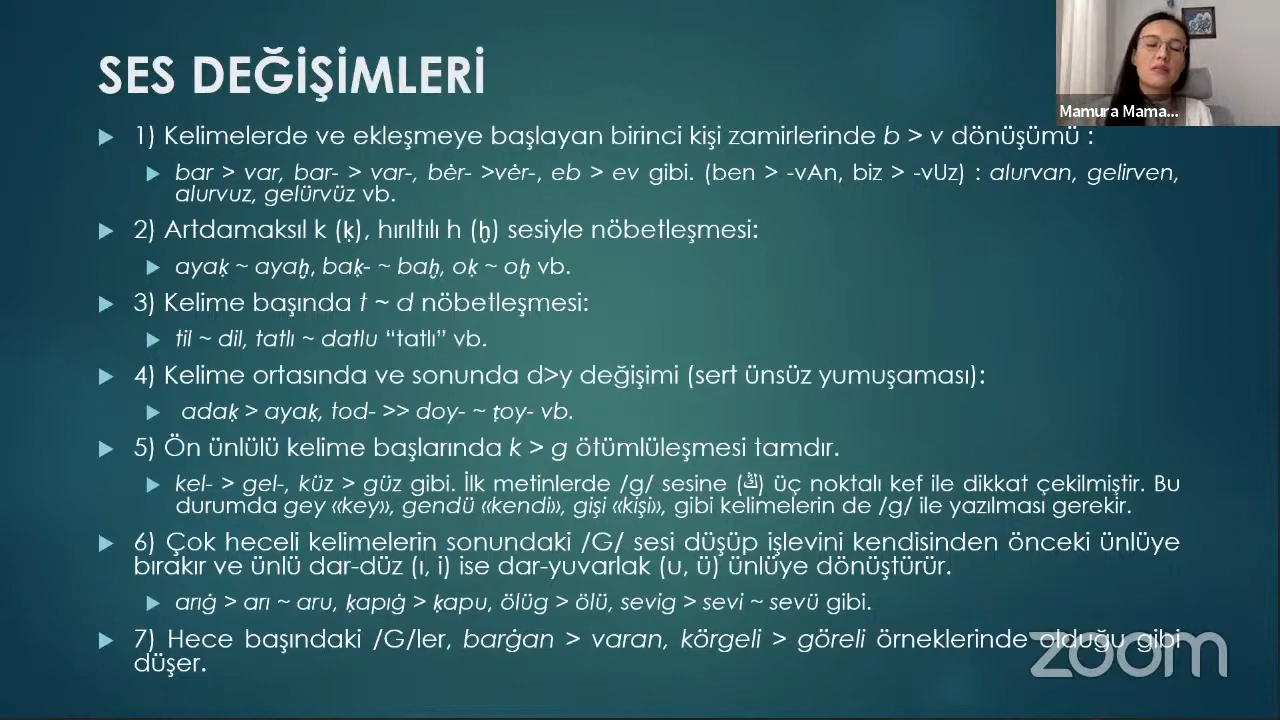 SES DEĞİŞİMLERİ
Mamura Mama...
1) Kelimelerde ve ekleşmeye başlayan birinci kişi zamirlerinde b > v dönüşümü :
bar > var, bar- > var-, bėr- >vėr-, eb > ev gibi. (ben > -vAn, biz > -vUz) : alurvan, gelirven,
alurvuz, gelürvüz vb.
2) Artdamaksıl k (ḳ), hırıltılı h (ḫ) sesiyle nöbetleşmesi:
ayaḳ ~ ayaḫ, baḳ- ~ baḫ, oḳ ~ oḫ vb.
3) Kelime başında t ~ d nöbetleşmesi:
til ~ dil, tatlı ~ datlu “tatlı” vb.
4) Kelime ortasında ve sonunda d>y değişimi (sert ünsüz yumuşaması):
adaḳ > ayaḳ, tod- >> doy- ~ ṭoy- vb.
5) Ön ünlülü kelime başlarında k > g ötümlüleşmesi tamdır.
kel- > gel-, küz > güz gibi. İlk metinlerde /g/ sesine (ڭ) üç noktalı kef ile dikkat çekilmiştir. Bu
durumda gey «key», gendü «kendi», gişi «kişi», gibi kelimelerin de /g/ ile yazılması gerekir.
6) Çok heceli kelimelerin sonundaki /G/ sesi düşüp işlevini kendisinden önceki ünlüye
bırakır ve ünlü dar-düz (ı, i) ise dar-yuvarlak (u, ü) ünlüye dönüştürür.
arıġ > arı ~ aru, ḳapıġ > ḳapu, ölüg > ölü, sevig > sevi ~ sevü gibi.
7) Hece başındaki /G/ler, barġan > varan, körgeli > göreli örneklerinde olduğu gibi
düşer.
zoom